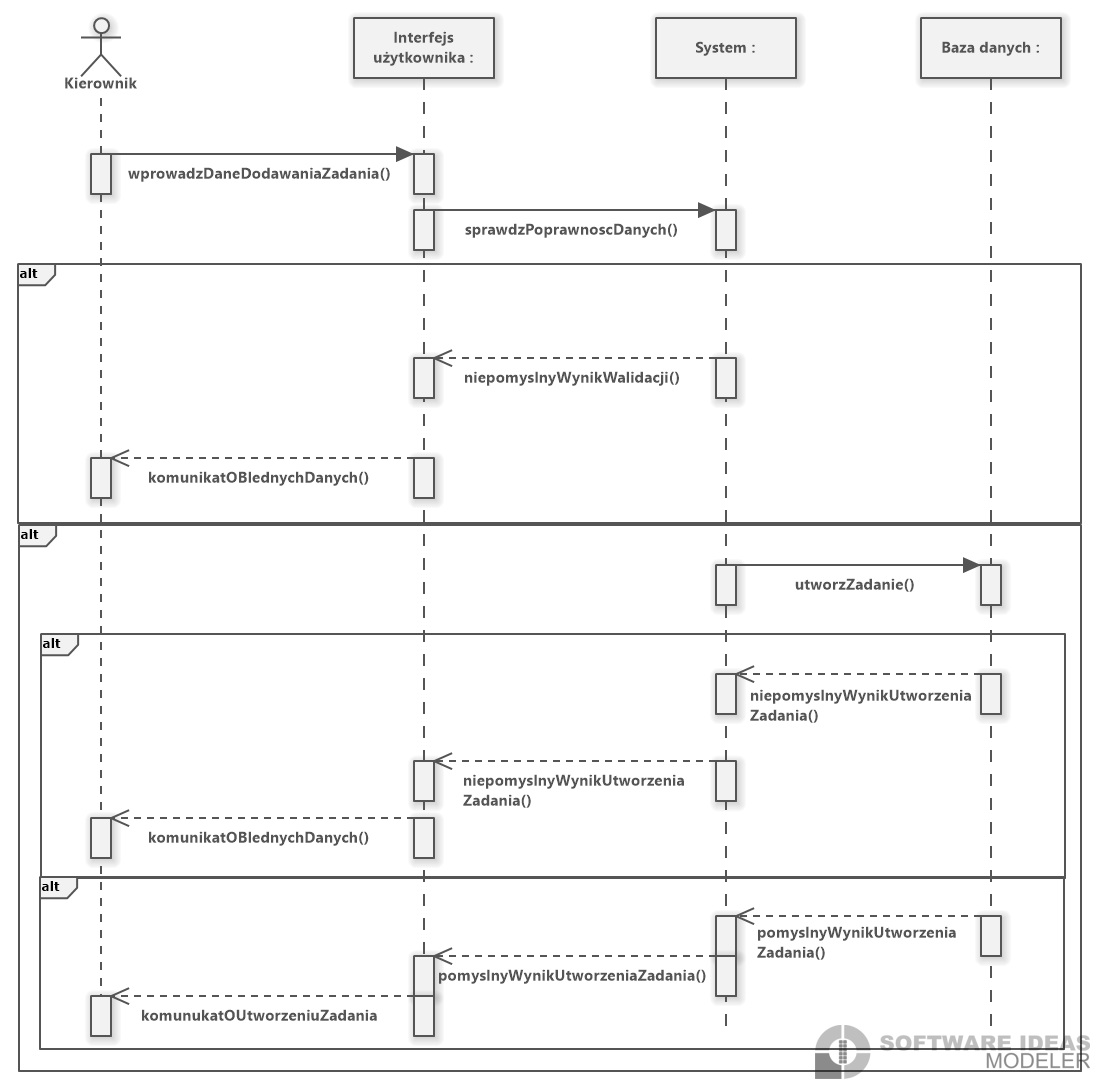 Kierownik
Interfejs
użytkownika :
System :
Baza danych :
wprowadzDaneDodawaniaZadania()
sprawdzPoprawnoscDanych()
alt
niepomyslnyWynikWalidacji()
komunikatOBlednychDanych()
alt
utworzZadanie()
alt
niepomyslnyWynikUtworzenia
Zadania()
niepomyslnyWynikUtworzenia
Zadania()
komunikatOBlednychDanych()
alt
pomyslnyWynikUtworzenia
Zadania()
pomyslnyWynikUtworzeniaZadania()
komunukatOUtworzeniuZadania
SOFTWARE IDEAS
MODELER